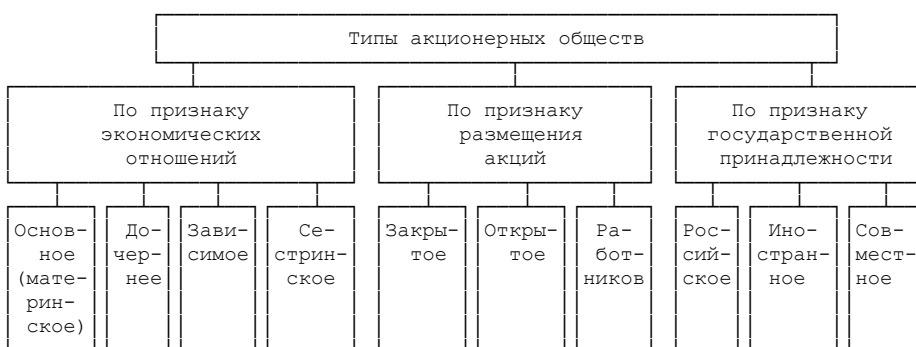 Типы акционерных обществ
По признаку
экономических
отношений
По признаку
размещения
акций
По признаку
государственной
принадлежности
Основ-
ное
(мате-
рин-
ское)
До-
чер-
нее
Зави-
симое
Се-
стрин-
ское
Закры-
тое
Откры-
тое
Ра-
бот-
ников
Рос-
сий-
ское
Ино-
стран-
ное
Сов-
мест-
ное